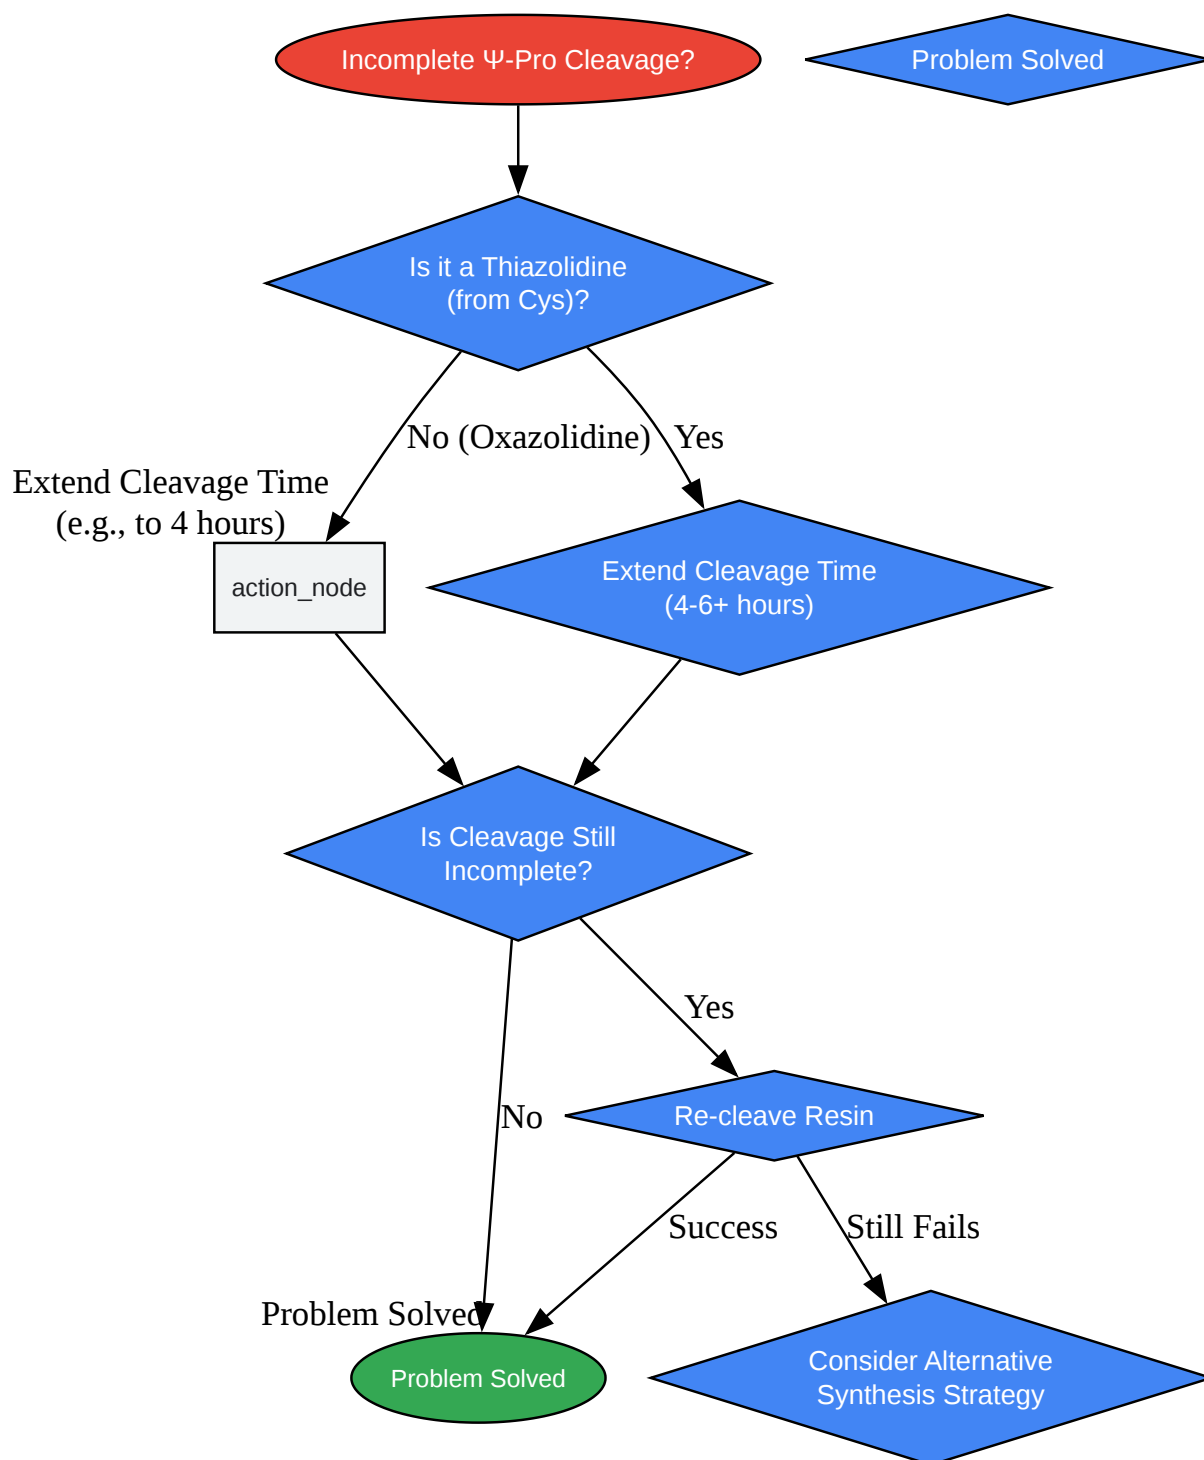 Incomplete Ψ-Pro Cleavage?
Problem Solved
Is it a Thiazolidine
(from Cys)?
No (Oxazolidine)
Yes
Extend Cleavage Time
(e.g., to 4 hours)
action_node
Extend Cleavage Time
(4-6+ hours)
Is Cleavage Still
Incomplete?
Yes
No
Re-cleave Resin
Success
Still Fails
Problem Solved
Problem Solved
Consider Alternative
Synthesis Strategy